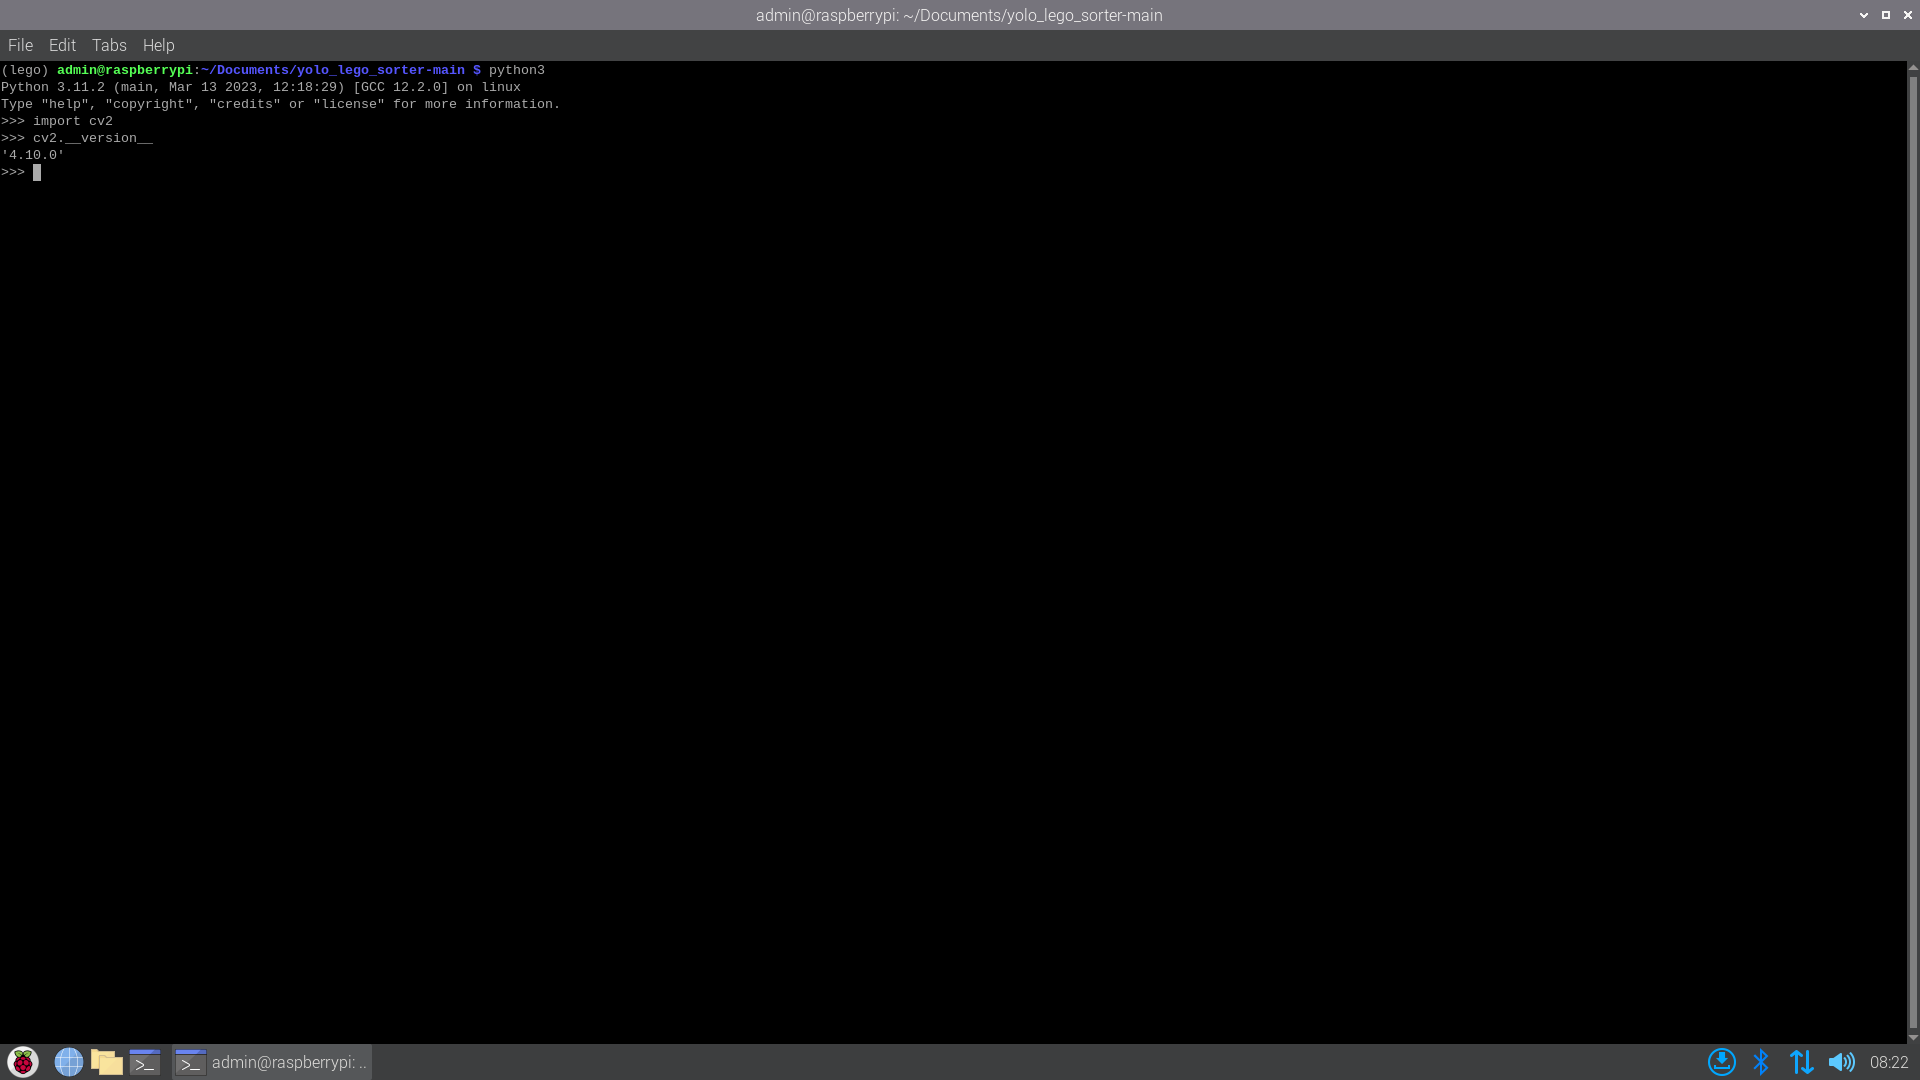 admin@raspberrypi: ~/Documents/yolo_lego_sorter-main
File Edit Tabs Help
(lego) admin@raspberrypi:~/Documents/yolo_lego_sorter-main $ python3
Python 3.11.2 (main, Mar 13 2023, 12:18:29) [GCC 12.2.0] on linux
Type "help", "copyright", "credits" or "license" for more information.
>>> import cv2
>>> cv2.__version__
'4.10.0'
>>>
admin@raspberrypi: .. 08:22